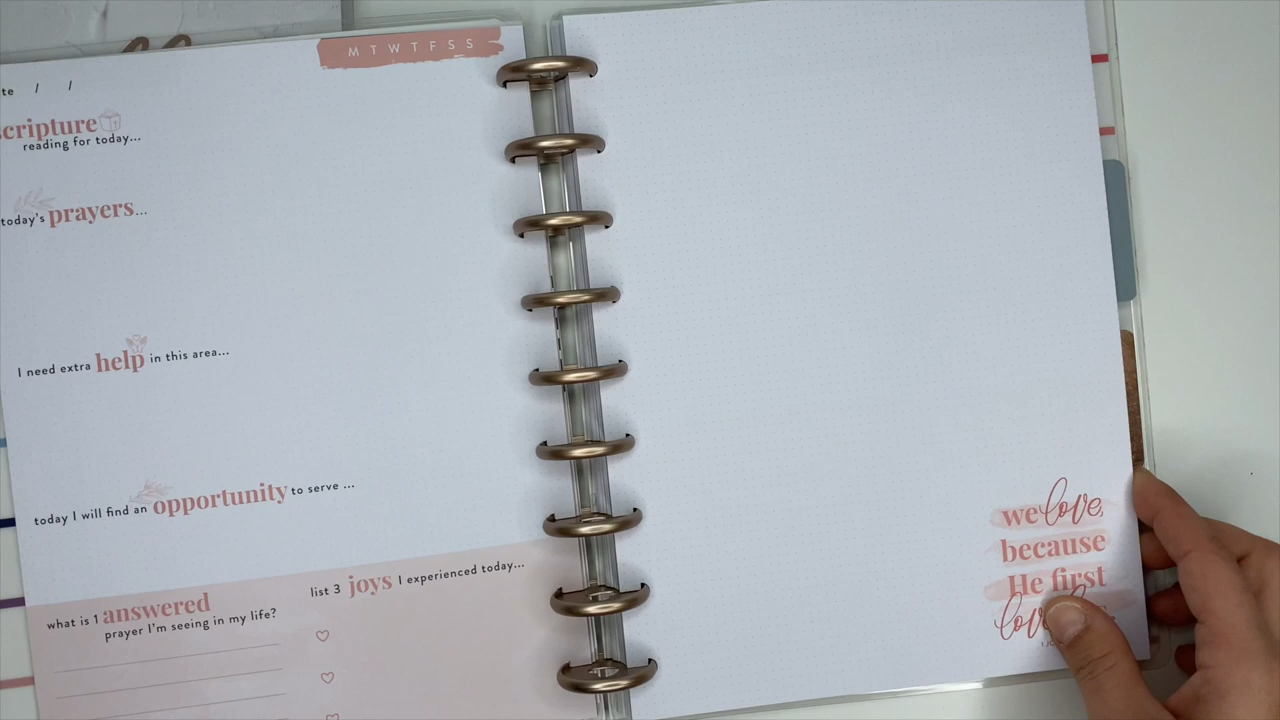 M T W T F S S
te / /
scripture
reading for today...
today's prayers...
I need extra help in this area...
today I will find an opportunity to serve ...
what is 1 answered
prayer I'm seeing in my life?
list 3 joys I experienced today...
we love,
because
He first